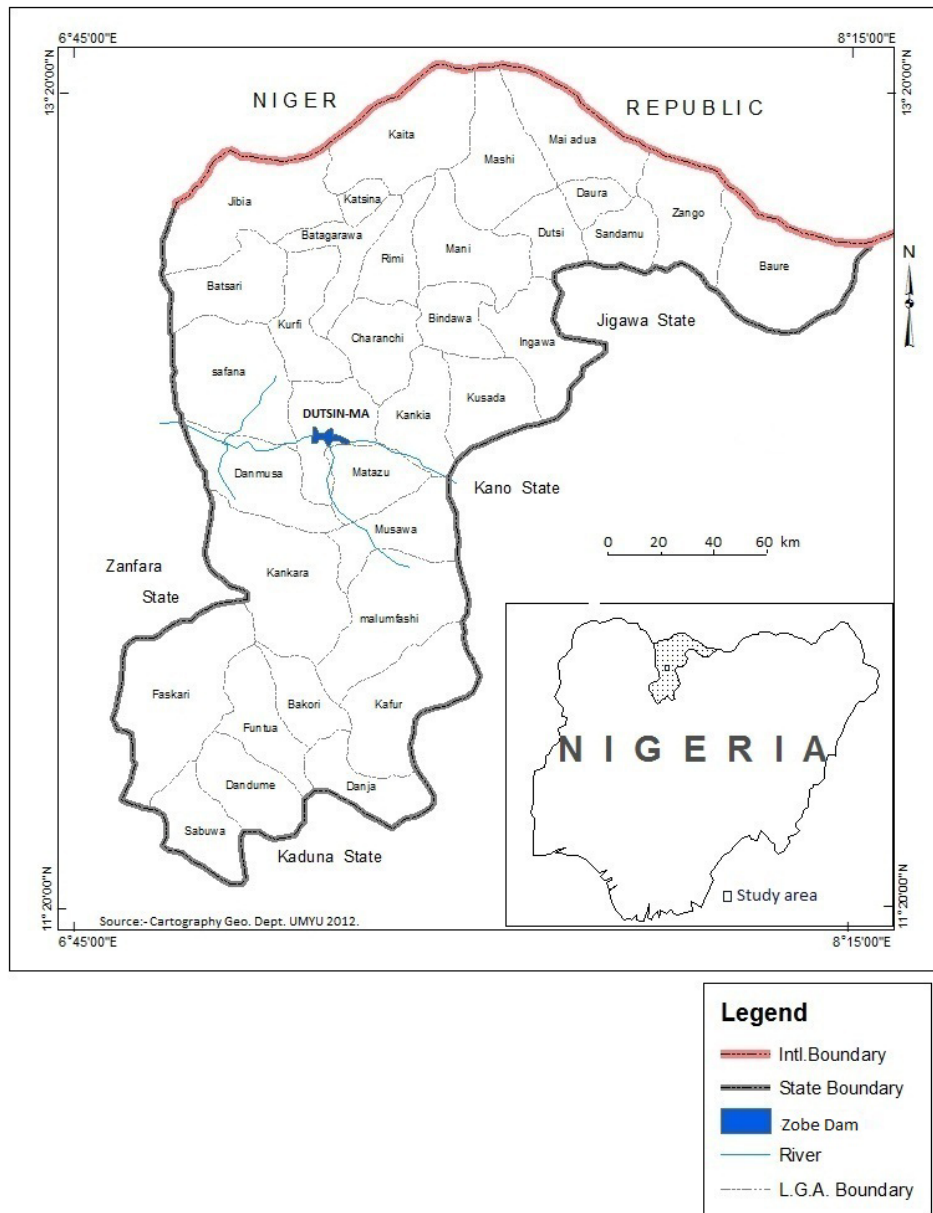 6°45'00"E
8°15'00"E
13°20'00"N
13°20'00"N
NIGER
REPUBLIC
Kaita
Mashi
Mai adua
Jibia
Katsina
Daura
Zango
Batagarawa
Rimi
Mani
Dutsi
Sandamu
Baure
N
Batsari
Kurfi
Charanchi
Bindawa
Ingawa
Jigawa State
safana
DUTSIN-MA
Kankia
Kusada
Danmusa
Matazu
Kano State
Musawa
0 20 40 60 km
Zanfara
State
Kankara
malumfashi
Faskari
Bakori
Kafur
Funtua
NIGERIA
Dandume
Danja
Sabuwa
Kaduna State
Study area
11°20'00"N
11°20'00"N
Source:- Cartography Geo. Dept. UMYU 2012.
6°45'00"E
8°15'00"E
Legend
Intl.Boundary
State Boundary
Zobe Dam
River
L.G.A. Boundary